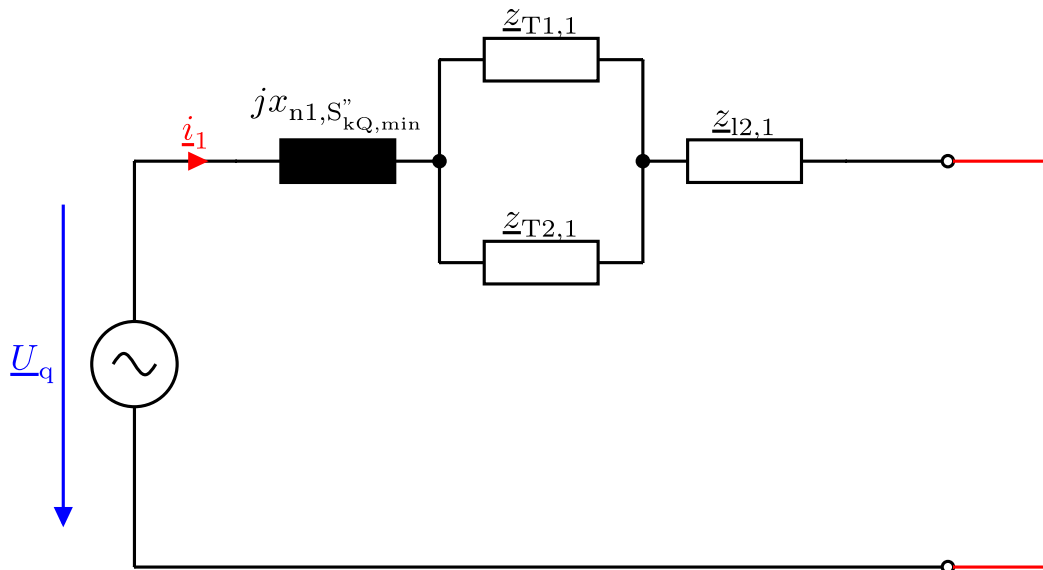 z_T1,1
jx_n1,S"_kQ,min
i_1
z_l2,1
z_T2,1
U_q